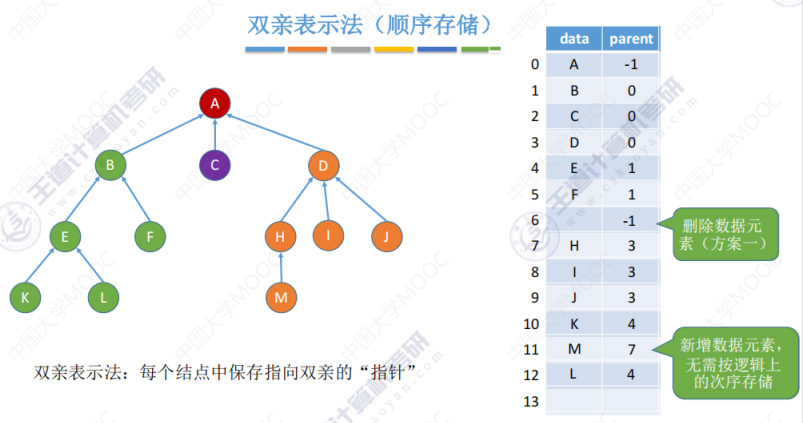 双亲表示法（顺序存储）
A
B
C
D
E
F
H
I
J
K
L
M
双亲表示法：每个结点中保存指向双亲的“指针”
data parent
0 A -1
1 B 0
2 C 0
3 D 0
4 E 1
5 F 1
6 -1
7 H 3
8 I 3
9 J 3
10 K 4
11 M 7
12 L 4
13
删除数据元
素（方案一）
新增数据元素，
无需按逻辑上
的次序存储
中国大学MOOC
王道计算机考研
www.cskaoyan.com